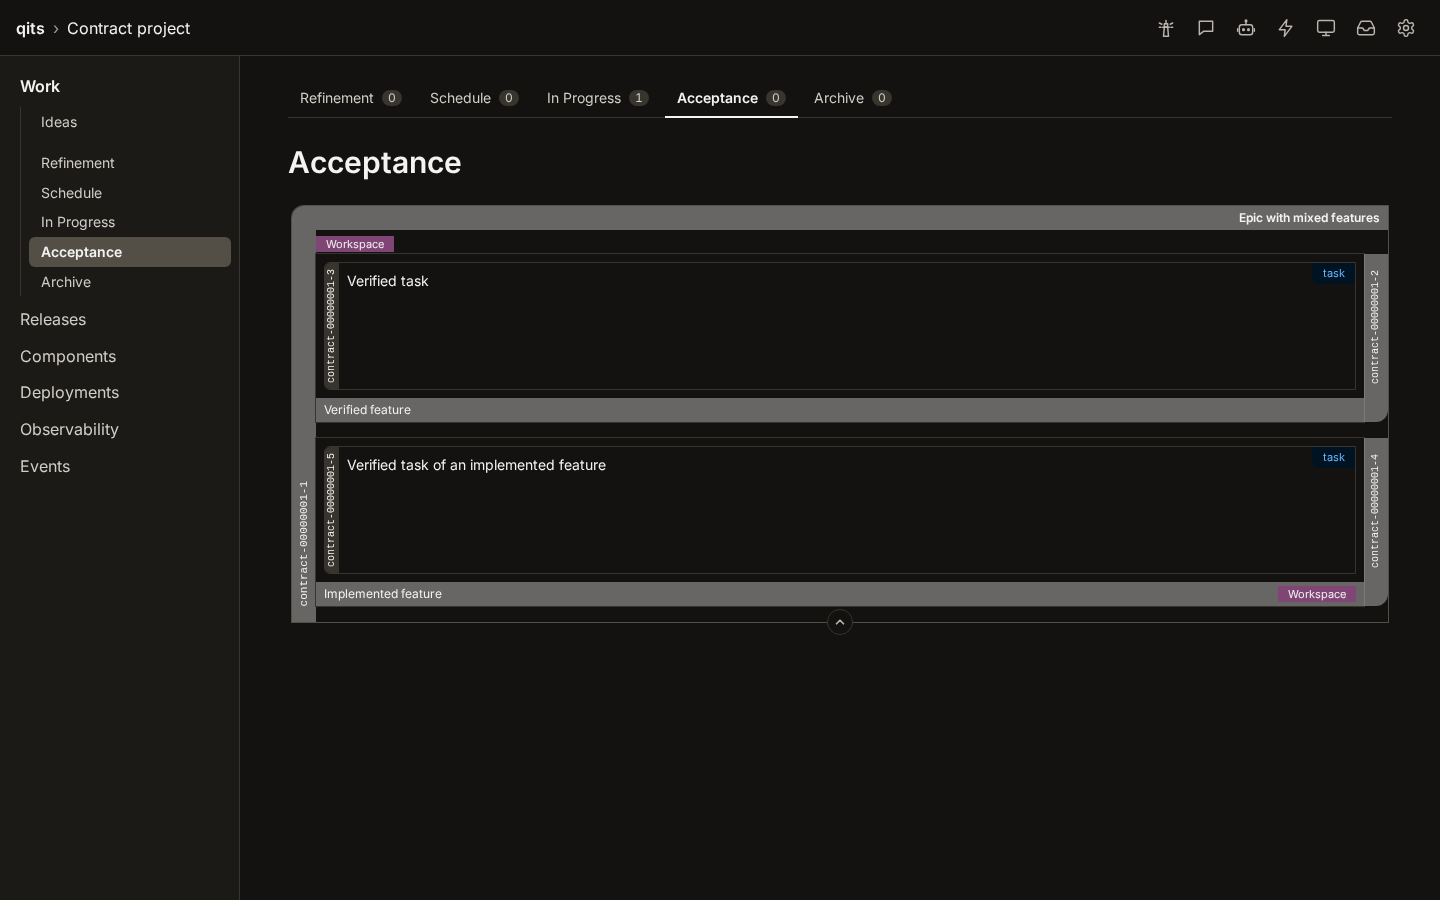 qits › Contract project
Work
Ideas
Refinement
Schedule
In Progress
Acceptance
Archive
Releases
Components
Deployments
Observability
Events
Refinement 0
Schedule 0
In Progress 1
Acceptance 0
Archive 0
Acceptance
Epic with mixed features
contract-00000001-1
Workspace
contract-00000001-3
Verified task
task
contract-00000001-2
Verified feature
contract-00000001-5
Verified task of an implemented feature
task
contract-00000001-4
Implemented feature
Workspace